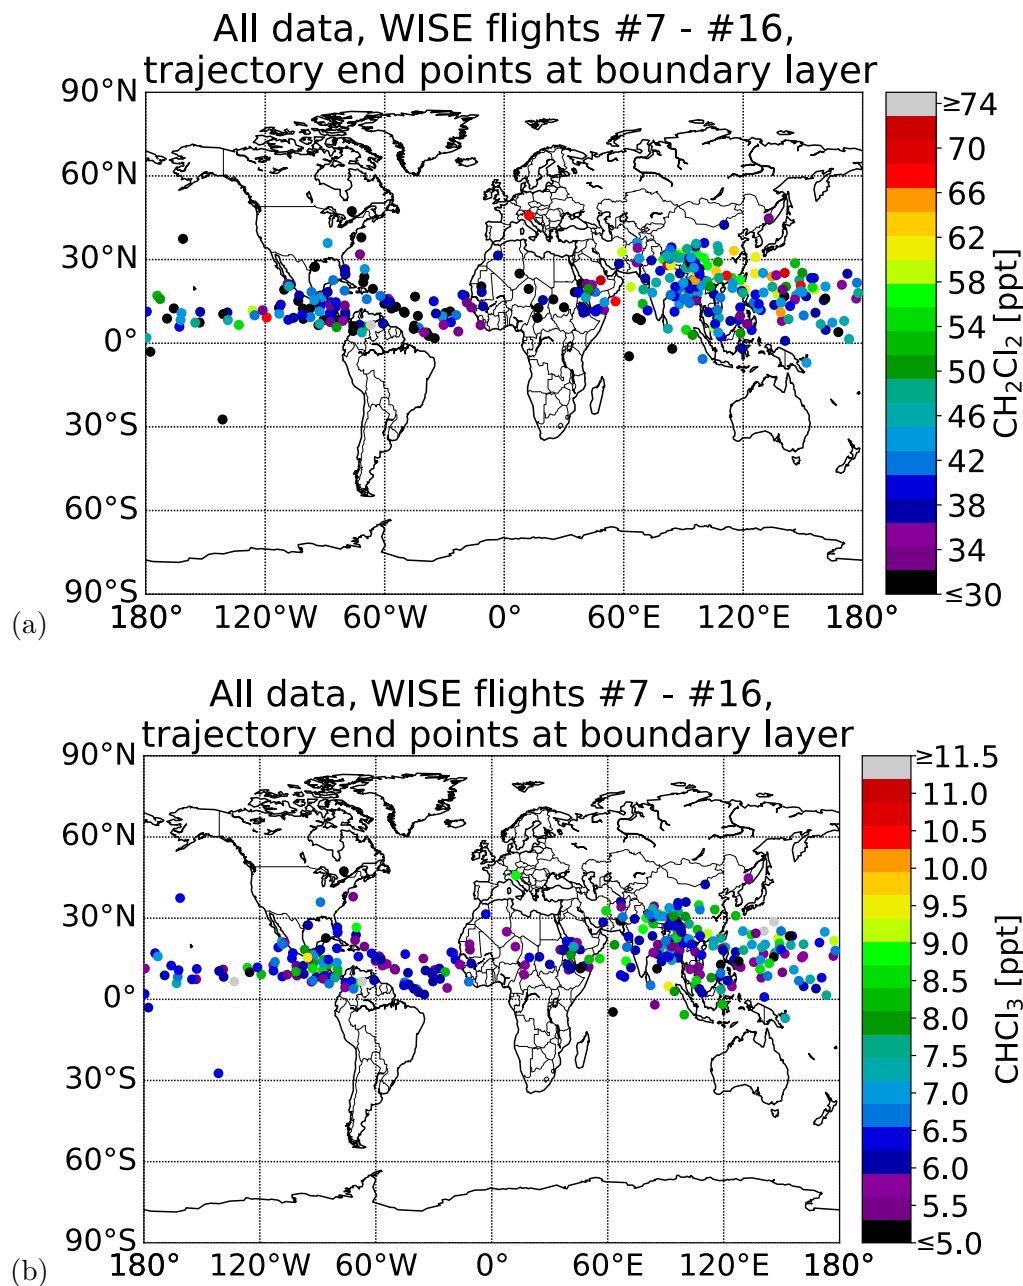 All data, WISE flights #7 - #16,
trajectory end points at boundary layer
90°N
60°N
30°N
0°
30°S
60°S
90°S
180°
120°W
60°W
0°
60°E
120°E
180°
≥74
70
66
62
58
54
50
46
42
38
34
≤30
CH₂Cl₂ [ppt]
(a)
All data, WISE flights #7 - #16,
trajectory end points at boundary layer
90°N
60°N
30°N
0°
30°S
60°S
90°S
180°
120°W
60°W
0°
60°E
120°E
180°
≥11.5
11.0
10.5
10.0
9.5
9.0
8.5
8.0
7.5
7.0
6.5
6.0
5.5
≤5.0
CHCl₃ [ppt]
(b)